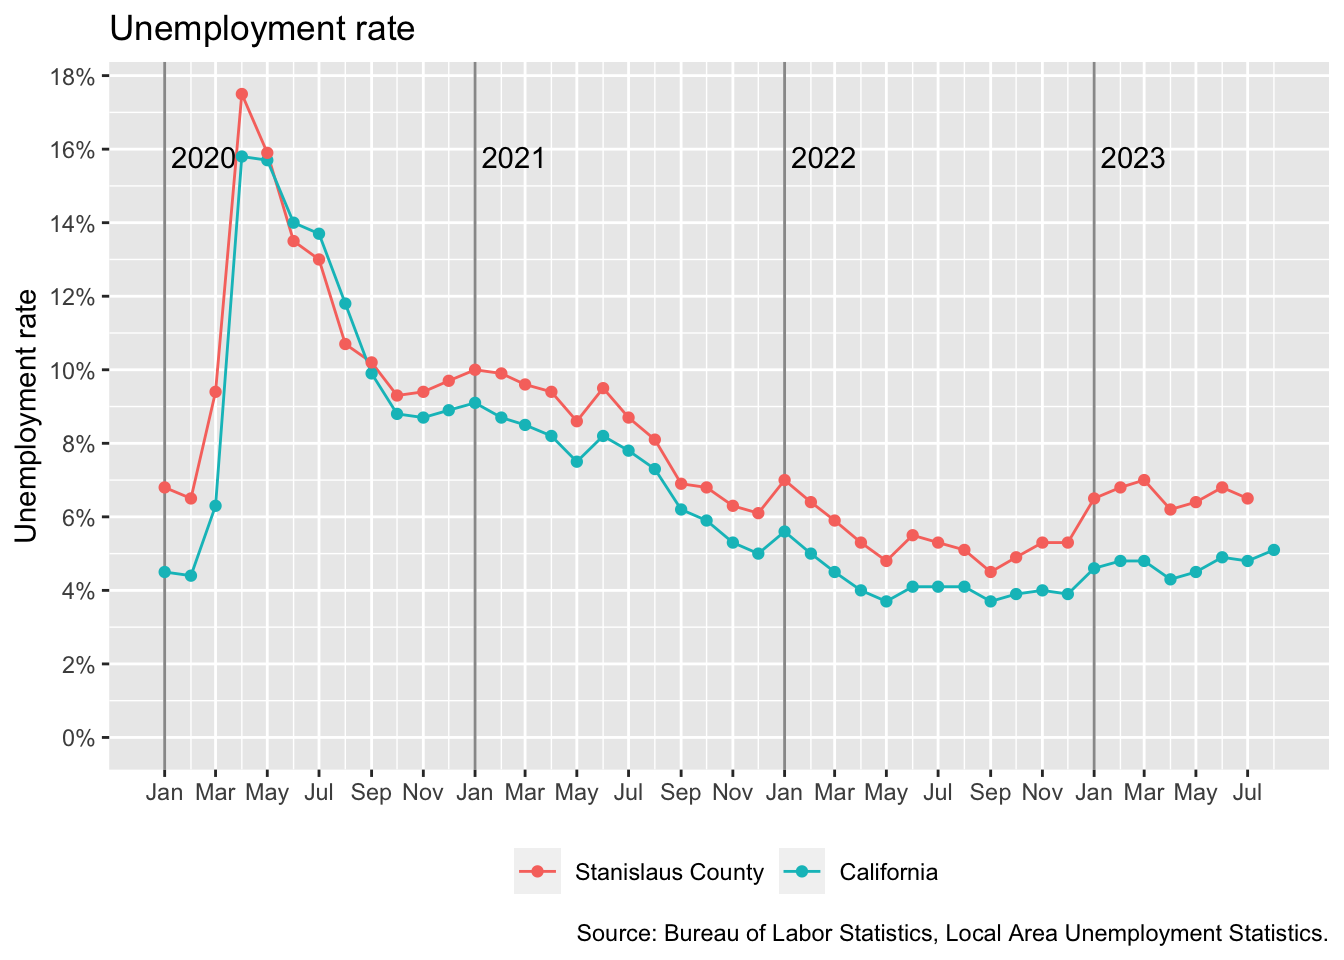 Unemployment rate
18%
16%
14%
12%
10%
8%
6%
4%
2%
0%
Unemployment rate
2020 2021 2022 2023
Jan Mar May Jul Sep Nov Jan Mar May Jul Sep Nov Jan Mar May Jul Sep Nov Jan Mar May Jul
Stanislaus County California
Source: Bureau of Labor Statistics, Local Area Unemployment Statistics.